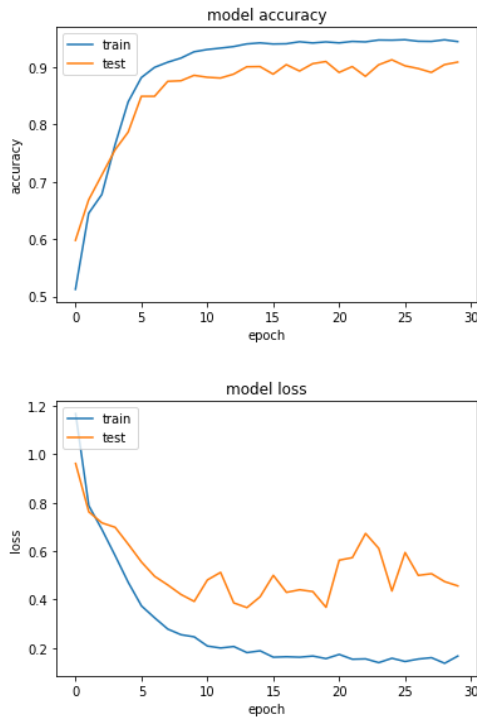 model accuracy
train
test
0.9
0.8
0.7
0.6
0.5
accuracy
0 5 10 15 20 25 30
epoch
model loss
train
test
1.2
1.0
0.8
0.6
0.4
0.2
loss
0 5 10 15 20 25 30
epoch